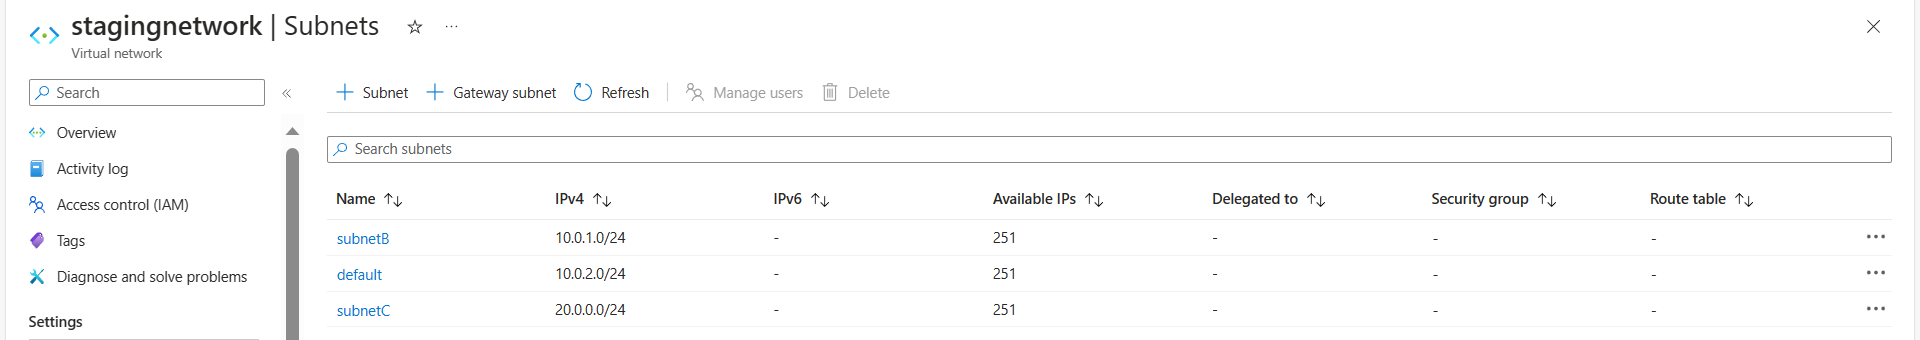 stagingnetwork | Subnets ☆ ...
Virtual network
Search «
Overview
Activity log
Access control (IAM)
Tags
Diagnose and solve problems
Settings
+ Subnet + Gateway subnet Refresh | Manage users Delete
Search subnets
Name ↑↓ IPv4 ↑↓ IPv6 ↑↓ Available IPs ↑↓ Delegated to ↑↓ Security group ↑↓ Route table ↑↓
subnetB 10.0.1.0/24 - 251 - - - ...
default 10.0.2.0/24 - 251 - - - ...
subnetC 20.0.0.0/24 - 251 - - - ...